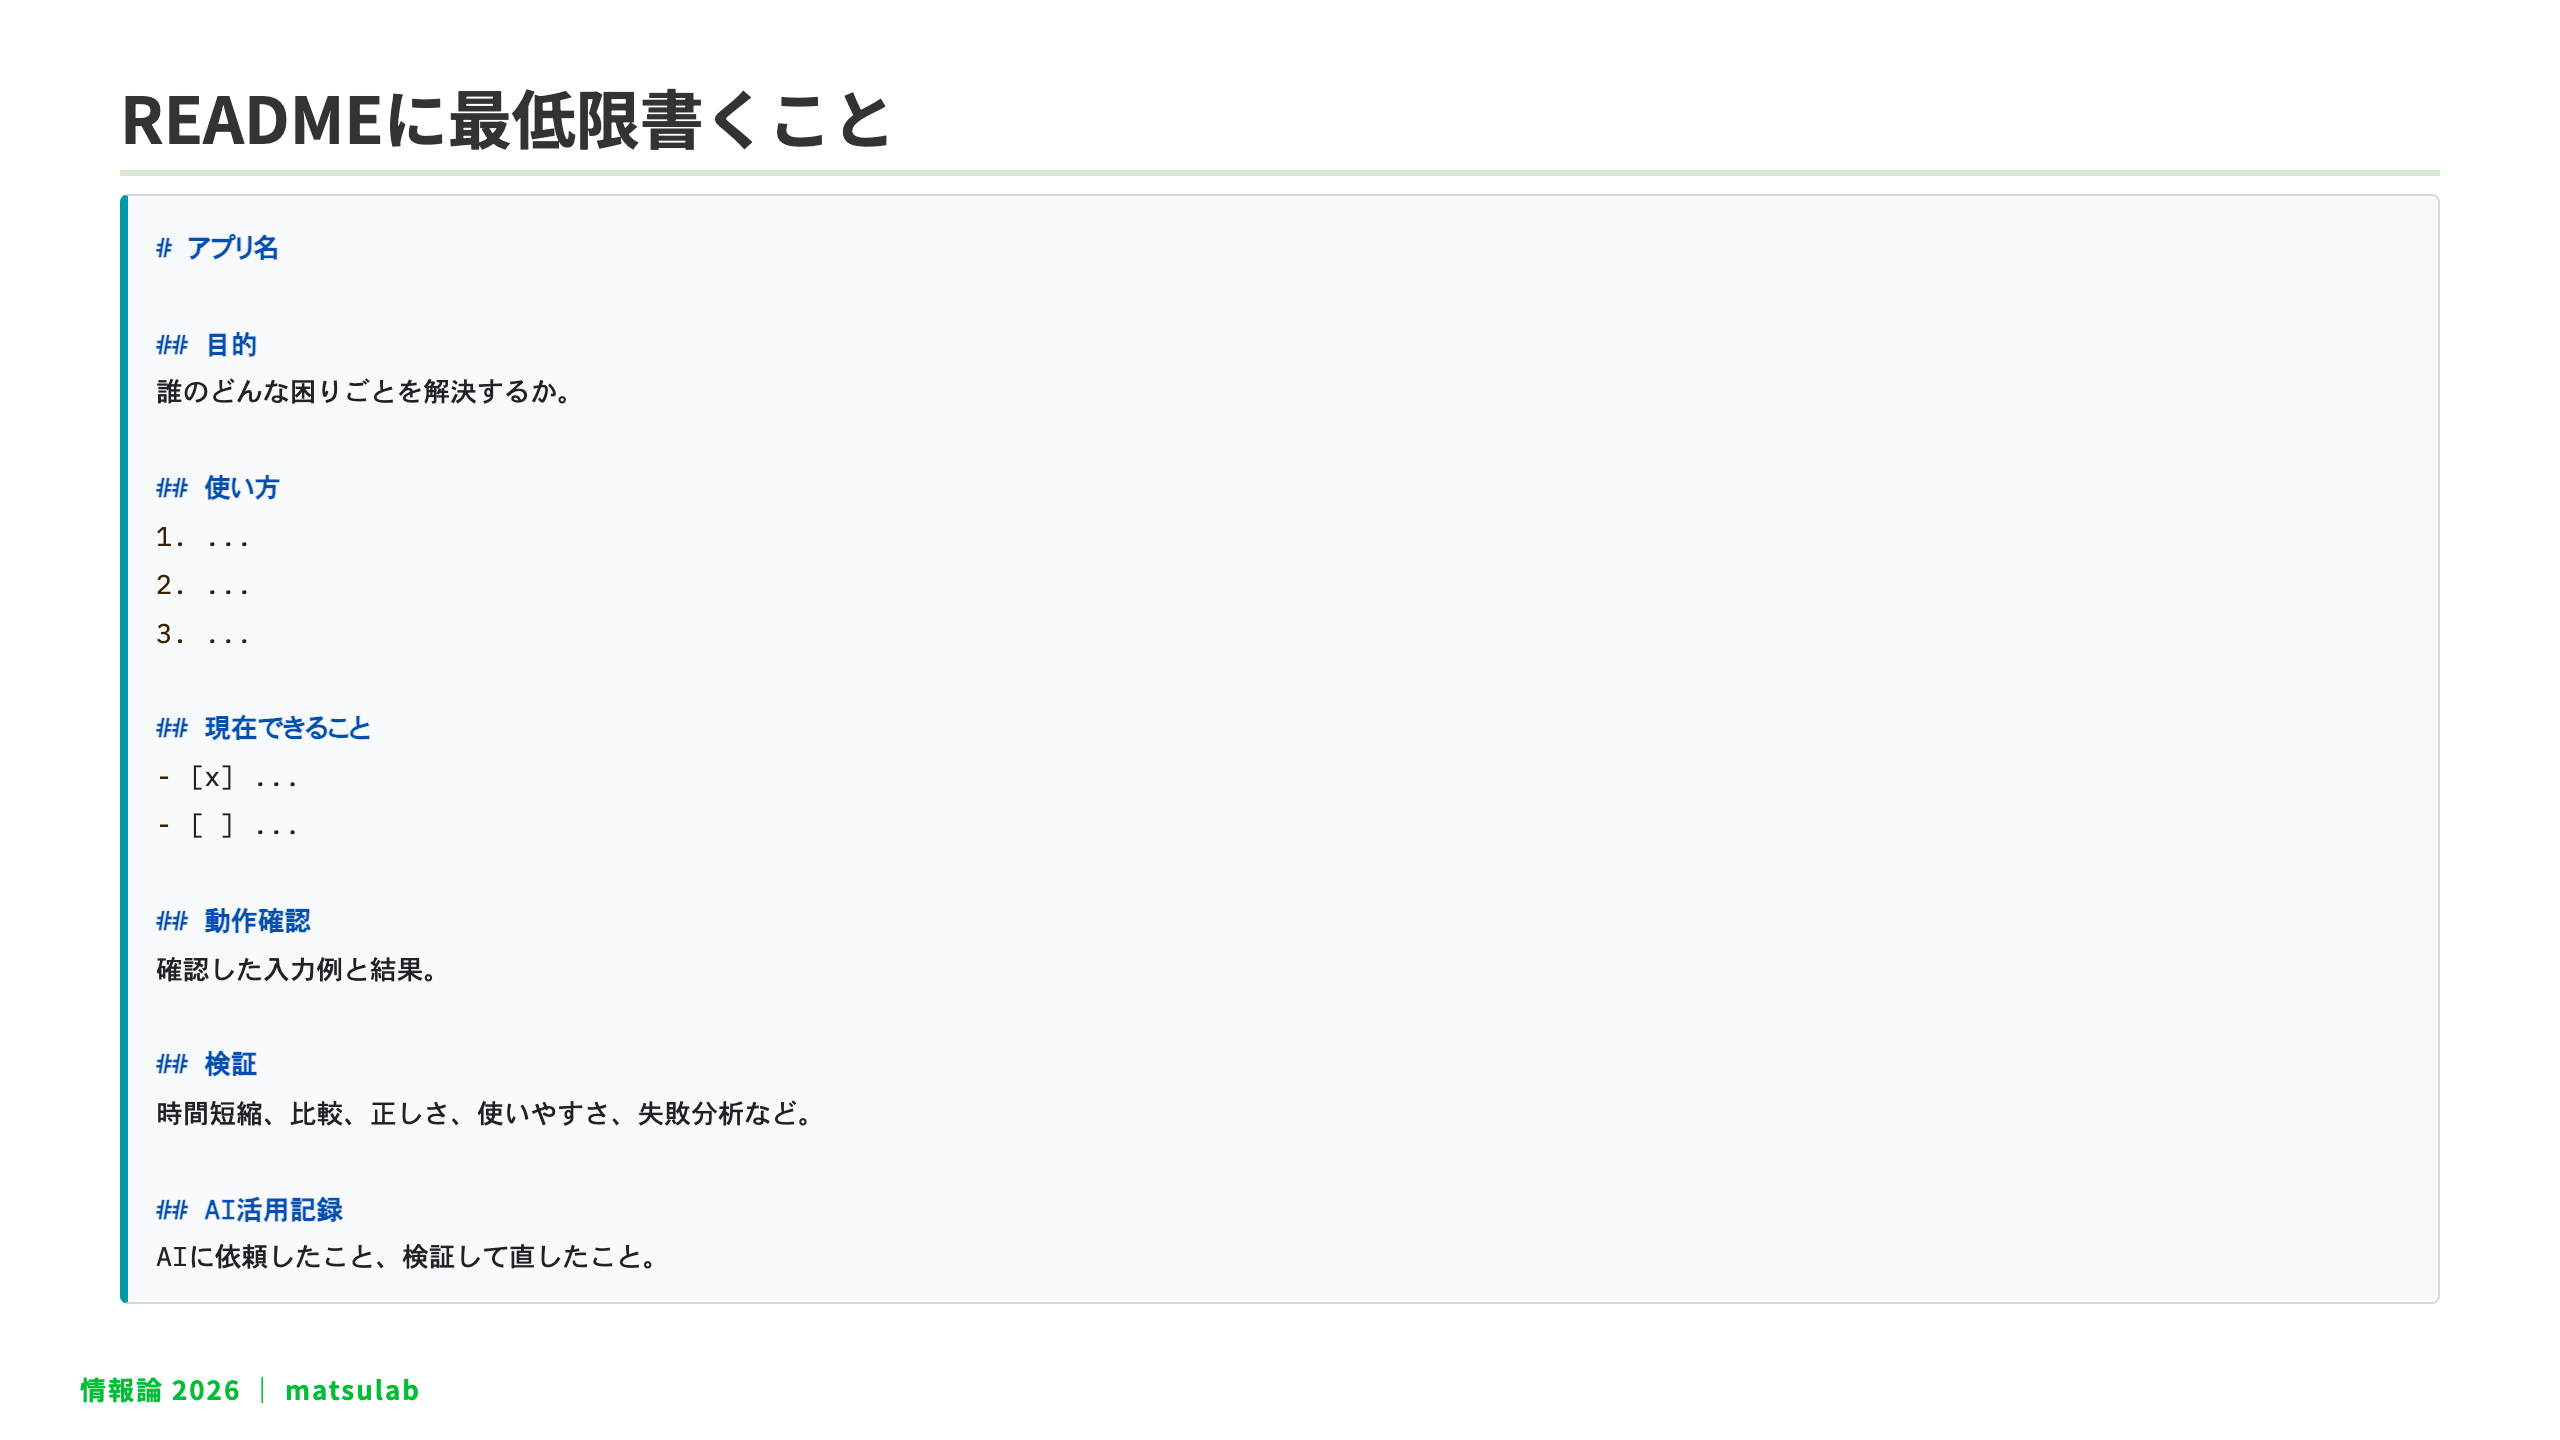 READMEに最低限書くこと
# アプリ名
## 目的
誰のどんな困りごとを解決するか。
## 使い方
1. ...
2. ...
3. ...
## 現在できること
- [x] ...
- [ ] ...
## 動作確認
確認した入力例と結果。
## 検証
時間短縮、比較、正しさ、使いやすさ、失敗分析など。
## AI活用記録
AIに依頼したこと、検証して直したこと。
情報論 2026 ｜ matsulab